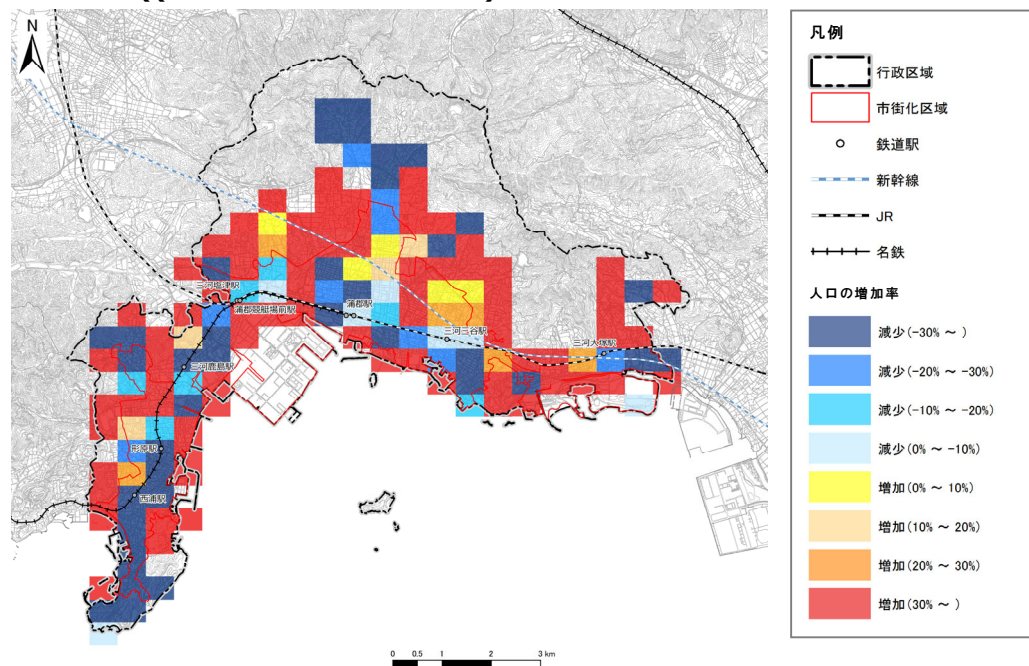 N
三河塩津駅
蒲郡競艇場前駅
蒲郡駅
三河三谷駅
三河大塚駅
三河鹿島駅
形原駅
西浦駅
0 0.5 1 2 3 km
凡例
行政区域
市街化区域
鉄道駅
新幹線
JR
名鉄
人口の増加率
減少(-30% ～ )
減少(-20% ～ -30%)
減少(-10% ～ -20%)
減少(0% ～ -10%)
増加(0% ～ 10%)
増加(10% ～ 20%)
増加(20% ～ 30%)
増加(30% ～ )